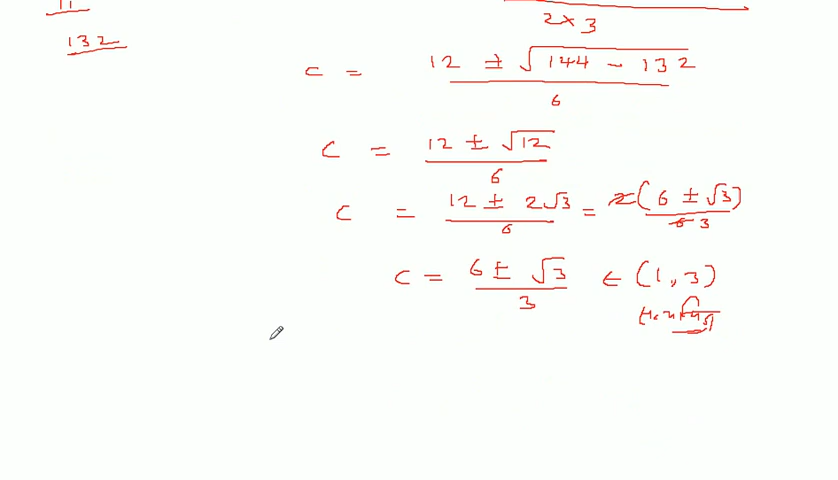 11
132
2 × 3
c = 12 ± √144 - 132 / 6
c = 12 ± √12 / 6
c = 12 ± 2√3 / 6 = 2(6 ± √3) / 6 3
c = 6 ± √3 / 3 ∈ (1, 3)